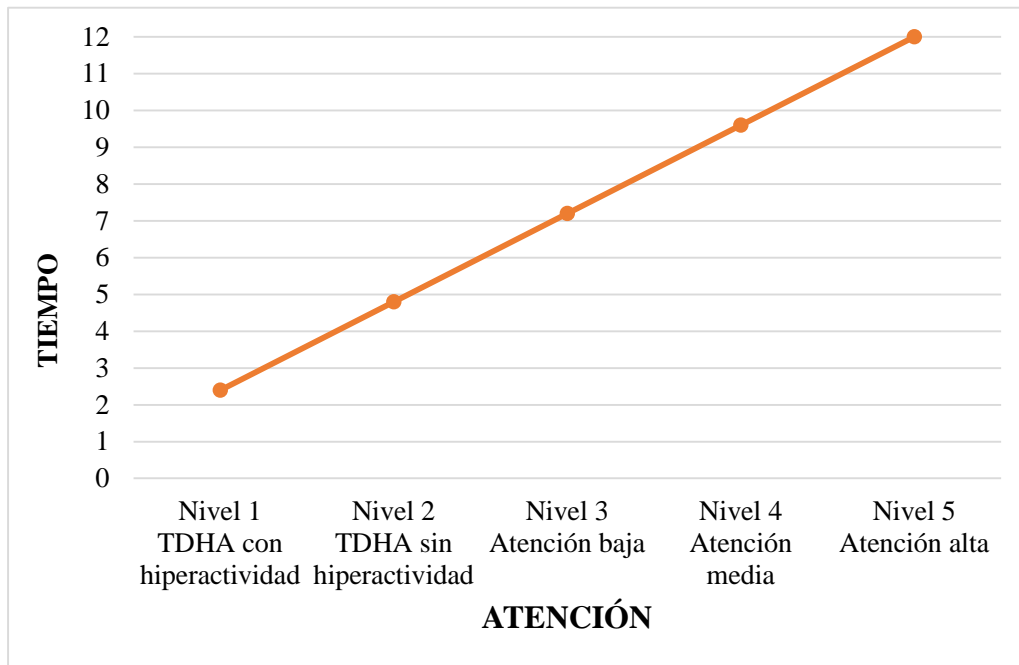 12
11
10
9
8
7
6
5
4
3
2
1
0
TIEMPO
Nivel 1
TDHA con
hiperactividad
Nivel 2
TDHA sin
hiperactividad
Nivel 3
Atención baja
Nivel 4
Atención
media
Nivel 5
Atención alta
ATENCIÓN